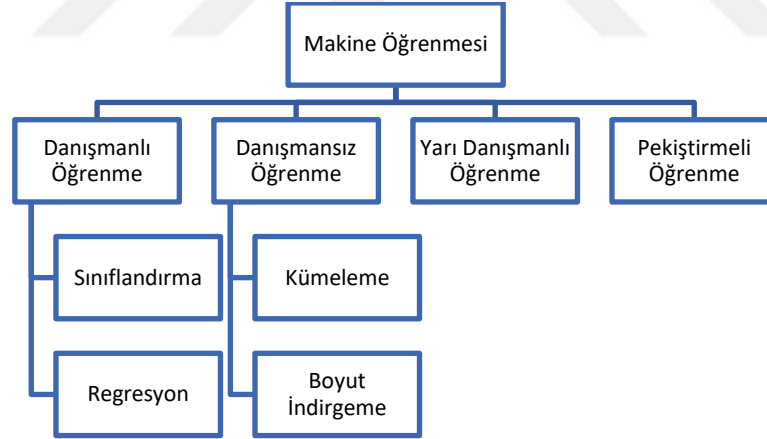 Makine Öğrenmesi
Danışmanlı
Öğrenme
Danışmansız
Öğrenme
Yarı Danışmanlı
Öğrenme
Pekiştirmeli
Öğrenme
Sınıflandırma
Kümeleme
Regresyon
Boyut
İndirgeme